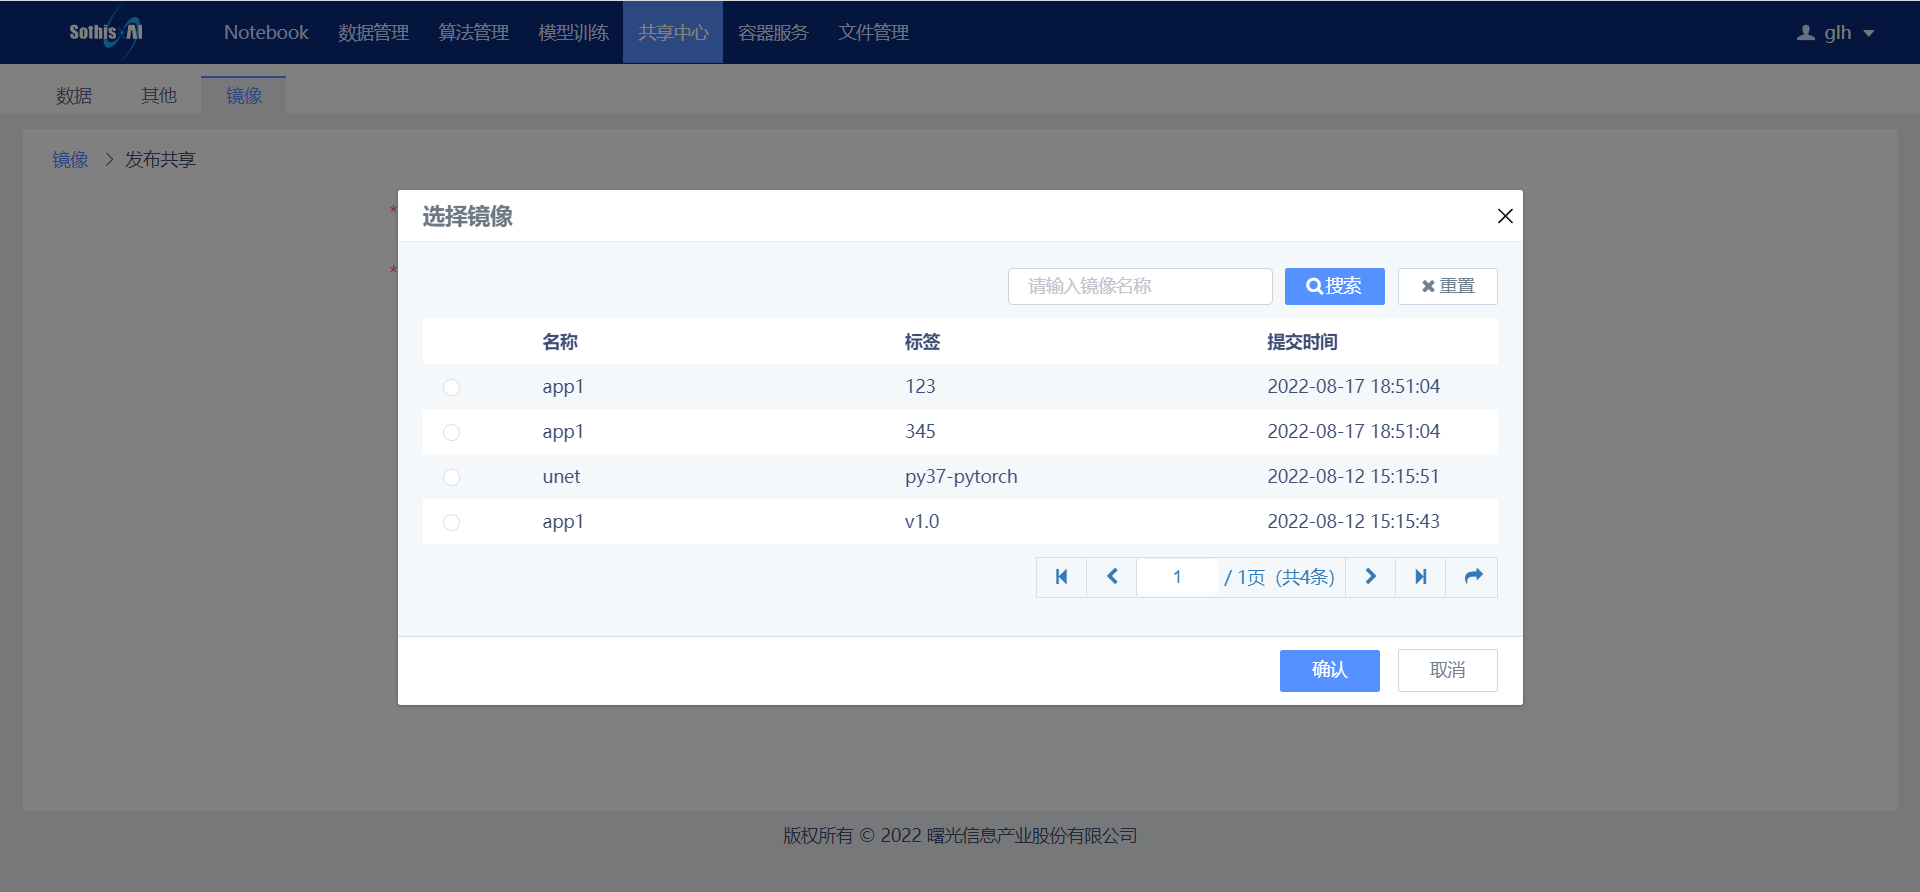 SothisAI Notebook 数据管理 算法管理 模型训练 共享中心 容器服务 文件管理 glh
数据 其他 镜像
镜像 > 发布共享
*
*
选择镜像
请输入镜像名称 搜索 重置
名称 标签 提交时间
app1 123 2022-08-17 18:51:04
app1 345 2022-08-17 18:51:04
unet py37-pytorch 2022-08-12 15:15:51
app1 v1.0 2022-08-12 15:15:43
1 / 1页 (共4条)
确认 取消
版权所有 © 2022 曙光信息产业股份有限公司